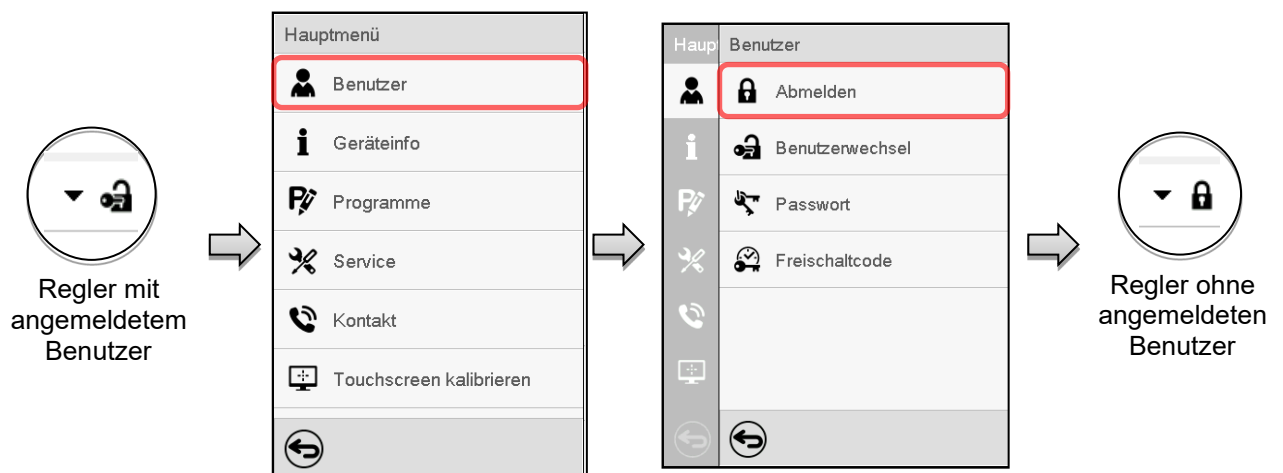 Regler mit
angemeldetem
Benutzer
Hauptmenü
Benutzer
Geräteinfo
Programme
Service
Kontakt
Touchscreen kalibrieren
Haup
Benutzer
Abmelden
Benutzerwechsel
Passwort
Freischaltcode
Regler ohne
angemeldeten
Benutzer